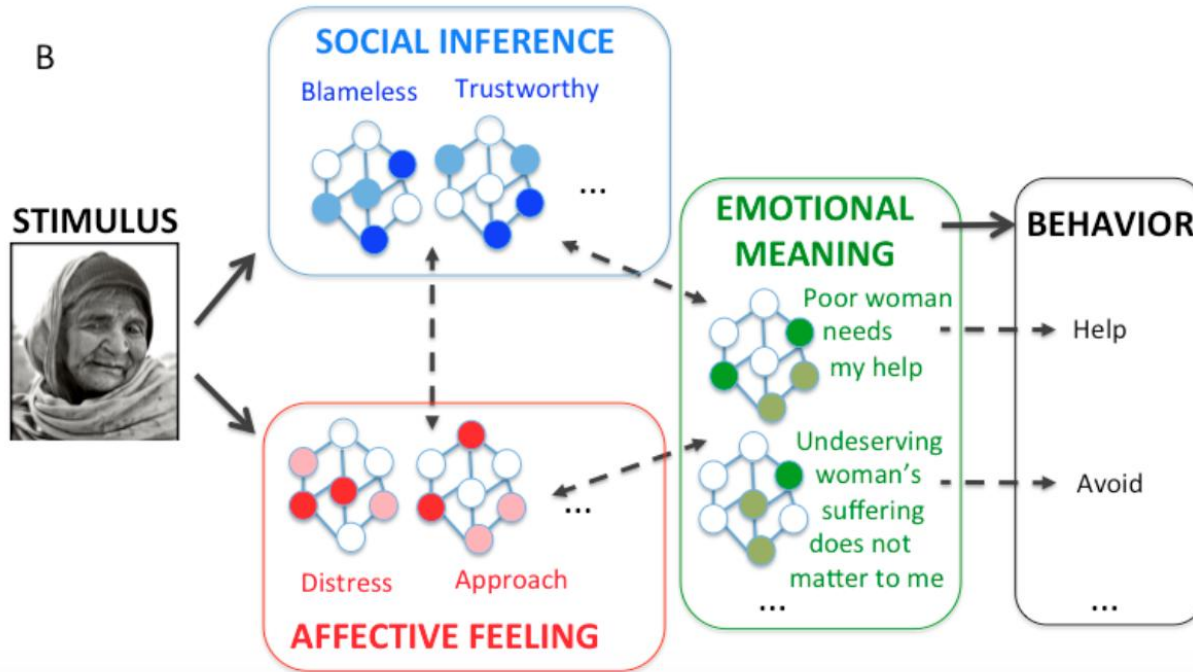 B
SOCIAL INFERENCE
Blameless
Trustworthy
...
STIMULUS
EMOTIONAL
MEANING
Poor woman
needs
my help
Undeserving
woman's
suffering
does not
matter to me
...
BEHAVIOR
Help
Avoid
...
...
Distress
Approach
AFFECTIVE FEELING